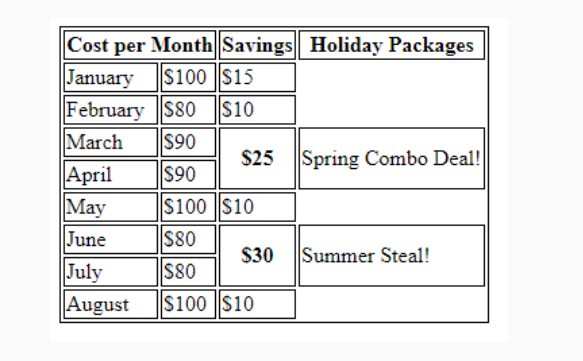 Cost per Month Savings Holiday Packages
January $100 $15
February $80 $10
March $90
$25 Spring Combo Deal!
April $90
May $100 $10
June $80
$30 Summer Steal!
July $80
August $100 $10